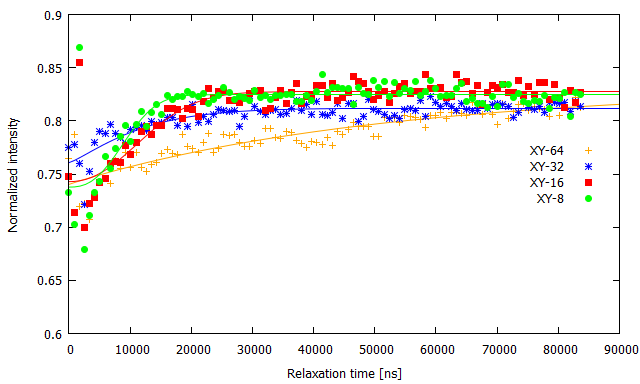 0.9
0.85
0.8
0.75
0.7
0.65
0.6
Normalized intensity
XY-64
XY-32
XY-16
XY-8
0 10000 20000 30000 40000 50000 60000 70000 80000 90000
Relaxation time [ns]